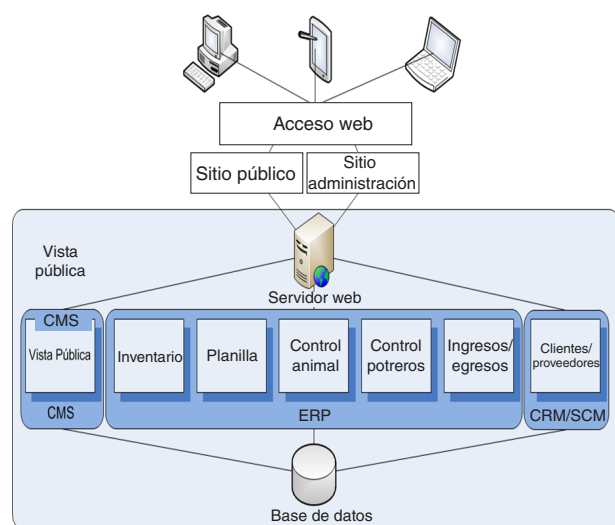 Acceso web
Sitio público
Sitio
administración
Vista
pública
Servidor web
CMS
Vista Pública
Inventario
Planilla
Control
animal
Control
potreros
Ingresos/
egresos
Clientes/
proveedores
CMS
ERP
CRM/SCM
Base de datos